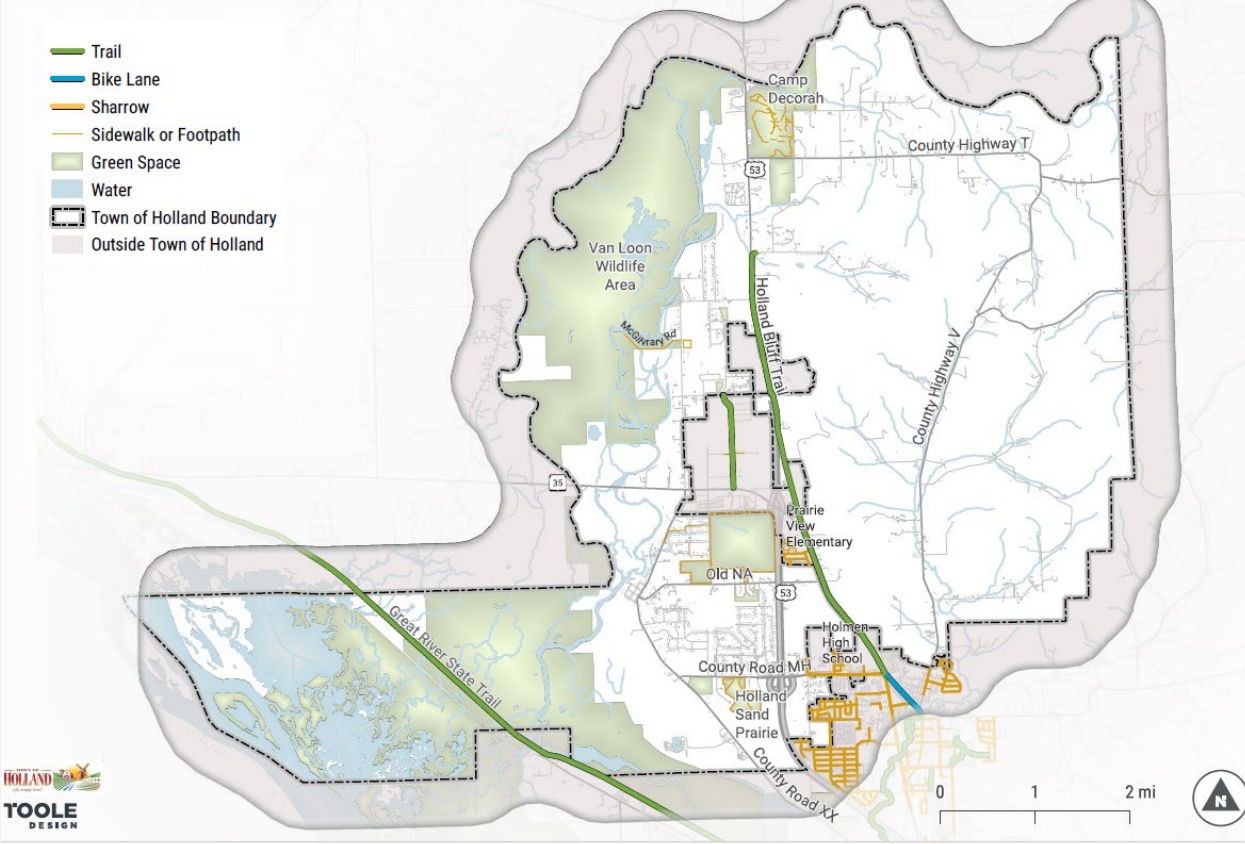 Trail
Bike Lane
Sharrow
Sidewalk or Footpath
Green Space
Water
Town of Holland Boundary
Outside Town of Holland
Camp
Decorah
County Highway T
53
Van Loon
Wildlife
Area
Holland Bluff Trail
McGilvray Rd
County Highway V
35
Prairie
View
Elementary
Old NA
53
Great River State Trail
Holmen
High
School
County Road MH
Holland
Sand
Prairie
County Road XX
TOWN OF
HOLLAND
TOOLE
DESIGN
0 1 2 mi
N